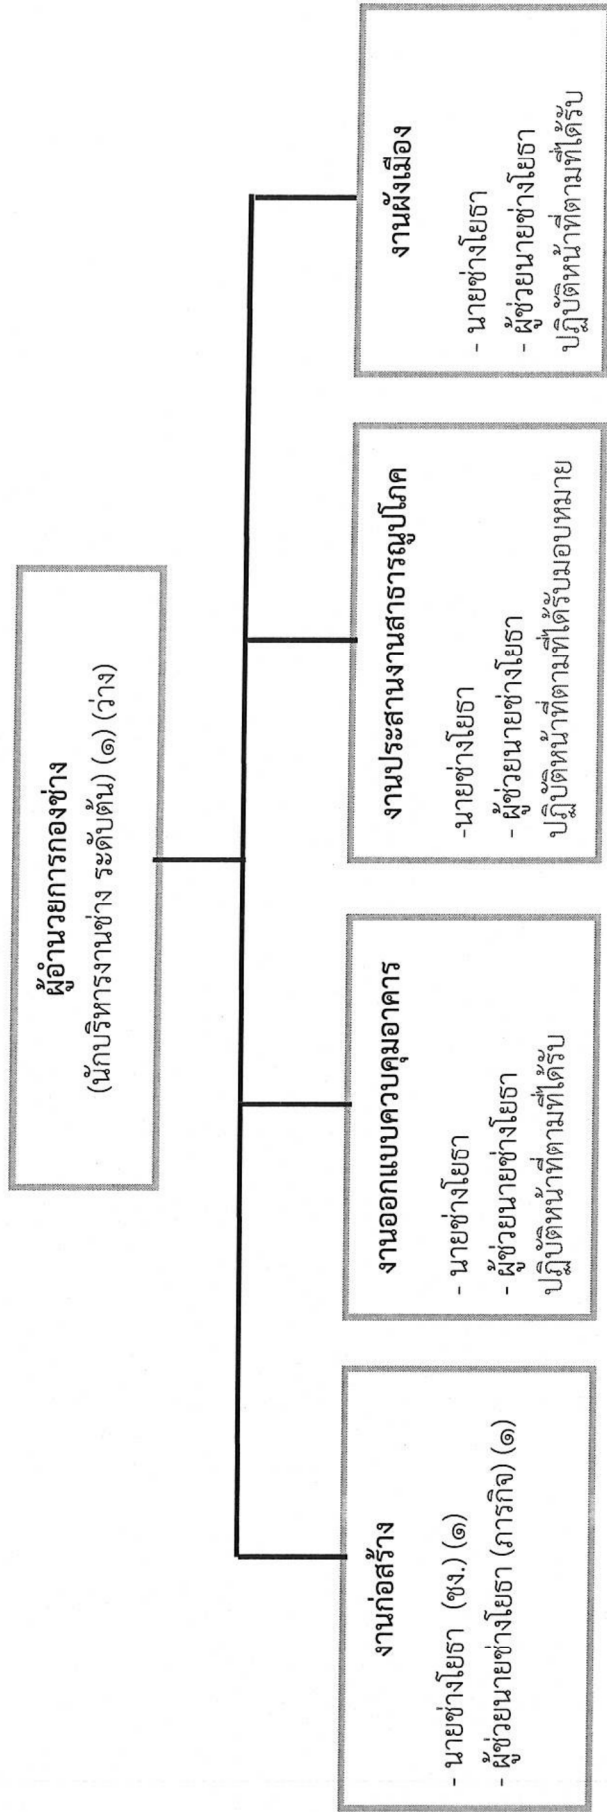 ผู้อำนวยการกองช่าง
(นักบริหารงานช่าง ระดับต้น) (๑) (ว่าง)
งานก่อสร้าง
- นายช่างโยธา (ชง.) (๑)
- ผู้ช่วยนายช่างโยธา (ภารกิจ) (๑)
งานออกแบบควบคุมอาคาร
- นายช่างโยธา
- ผู้ช่วยนายช่างโยธา
ปฏิบัติหน้าที่ตามที่ได้รับ
งานประสานงานสาธารณูปโภค
-นายช่างโยธา
- ผู้ช่วยนายช่างโยธา
ปฏิบัติหน้าที่ตามที่ได้รับมอบหมาย
งานผังเมือง
- นายช่างโยธา
- ผู้ช่วยนายช่างโยธา
ปฏิบัติหน้าที่ตามที่ได้รับ